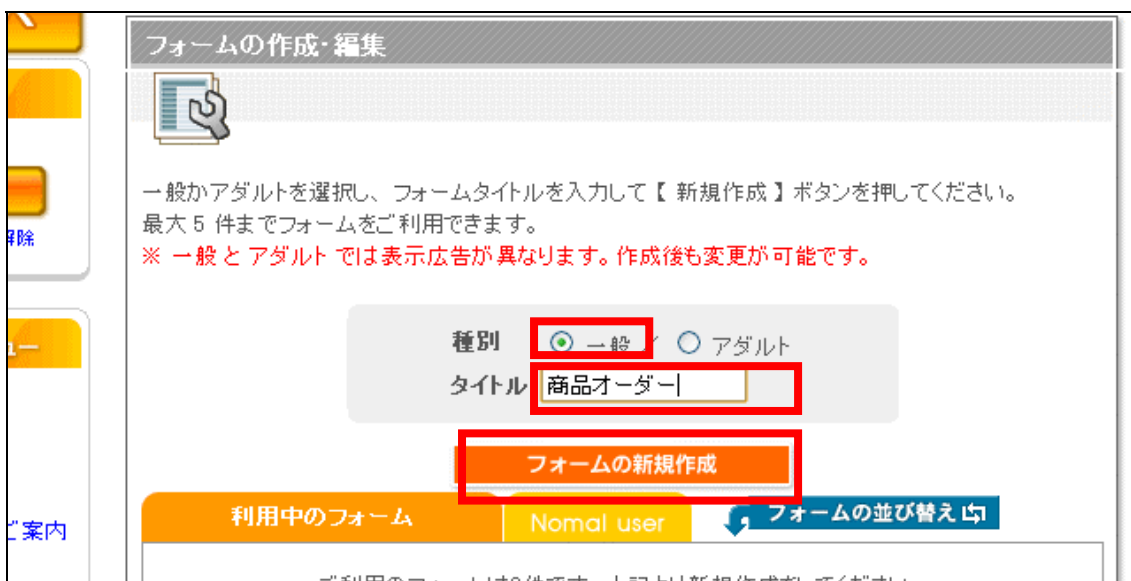 フォームの作成・編集
一般かアダルトを選択し、フォームタイトルを入力して【 新規作成 】ボタンを押してください。
最大 5 件までフォームをご利用できます。
※ 一般 と アダルト では表示広告が異なります。作成後も変更が可能です。
解除
種別 一般 / アダルト
ュー
タイトル 商品オーダー
フォームの新規作成
利用中のフォーム Nomal user フォームの並び替え
ご案内